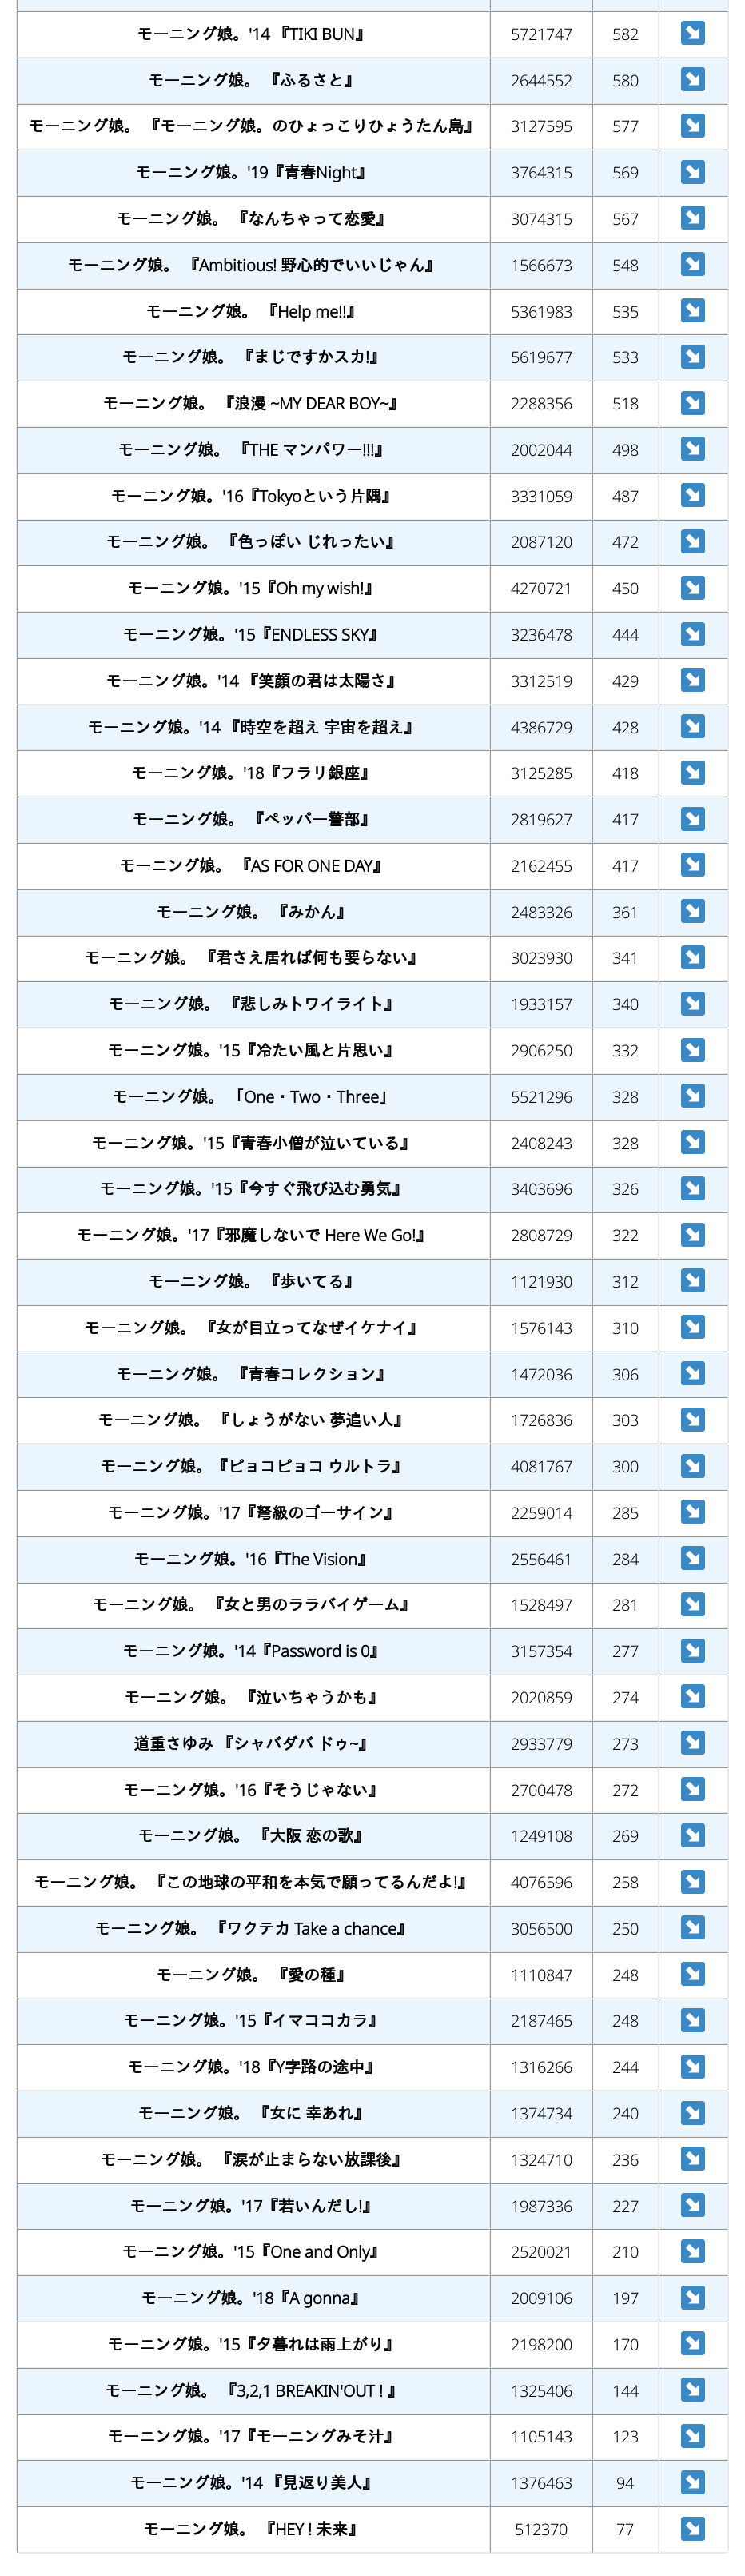 モーニング娘。'14 『TIKI BUN』 5721747 582
モーニング娘。 『ふるさと』 2644552 580
モーニング娘。 『モーニング娘。のひょっこりひょうたん島』 3127595 577
モーニング娘。'19『青春Night』 3764315 569
モーニング娘。 『なんちゃって恋愛』 3074315 567
モーニング娘。 『Ambitious! 野心的でいいじゃん』 1566673 548
モーニング娘。 『Help me!!』 5361983 535
モーニング娘。 『まじですかスカ!』 5619677 533
モーニング娘。 『浪漫 ~MY DEAR BOY~』 2288356 518
モーニング娘。 『THE マンパワー!!!』 2002044 498
モーニング娘。'16『Tokyoという片隅』 3331059 487
モーニング娘。 『色っぽい じれったい』 2087120 472
モーニング娘。'15『Oh my wish!』 4270721 450
モーニング娘。'15『ENDLESS SKY』 3236478 444
モーニング娘。'14 『笑顔の君は太陽さ』 3312519 429
モーニング娘。'14 『時空を超え 宇宙を超え』 4386729 428
モーニング娘。'18『フラリ銀座』 3125285 418
モーニング娘。 『ペッパー警部』 2819627 417
モーニング娘。 『AS FOR ONE DAY』 2162455 417
モーニング娘。 『みかん』 2483326 361
モーニング娘。 『君さえ居れば何も要らない』 3023930 341
モーニング娘。 『悲しみトワイライト』 1933157 340
モーニング娘。'15『冷たい風と片思い』 2906250 332
モーニング娘。 「One・Two・Three」 5521296 328
モーニング娘。'15『青春小僧が泣いている』 2408243 328
モーニング娘。'15『今すぐ飛び込む勇気』 3403696 326
モーニング娘。'17『邪魔しないで Here We Go!』 2808729 322
モーニング娘。 『歩いてる』 1121930 312
モーニング娘。 『女が目立ってなぜイケナイ』 1576143 310
モーニング娘。 『青春コレクション』 1472036 306
モーニング娘。 『しょうがない 夢追い人』 1726836 303
モーニング娘。『ピョコピョコ ウルトラ』 4081767 300
モーニング娘。'17『弩級のゴーサイン』 2259014 285
モーニング娘。'16『The Vision』 2556461 284
モーニング娘。 『女と男のララバイゲーム』 1528497 281
モーニング娘。'14『Password is 0』 3157354 277
モーニング娘。 『泣いちゃうかも』 2020859 274
道重さゆみ 『シャバダバ ドゥ~』 2933779 273
モーニング娘。'16『そうじゃない』 2700478 272
モーニング娘。 『大阪 恋の歌』 1249108 269
モーニング娘。 『この地球の平和を本気で願ってるんだよ!』 4076596 258
モーニング娘。 『ワクテカ Take a chance』 3056500 250
モーニング娘。 『愛の種』 1110847 248
モーニング娘。'15『イマココカラ』 2187465 248
モーニング娘。'18『Y字路の途中』 1316266 244
モーニング娘。 『女に 幸あれ』 1374734 240
モーニング娘。 『涙が止まらない放課後』 1324710 236
モーニング娘。'17『若いんだし!』 1987336 227
モーニング娘。'15『One and Only』 2520021 210
モーニング娘。'18『A gonna』 2009106 197
モーニング娘。'15『夕暮れは雨上がり』 2198200 170
モーニング娘。 『3,2,1 BREAKIN'OUT ! 』 1325406 144
モーニング娘。'17『モーニングみそ汁』 1105143 123
モーニング娘。'14 『見返り美人』 1376463 94
モーニング娘。 『HEY ! 未来』 512370 77